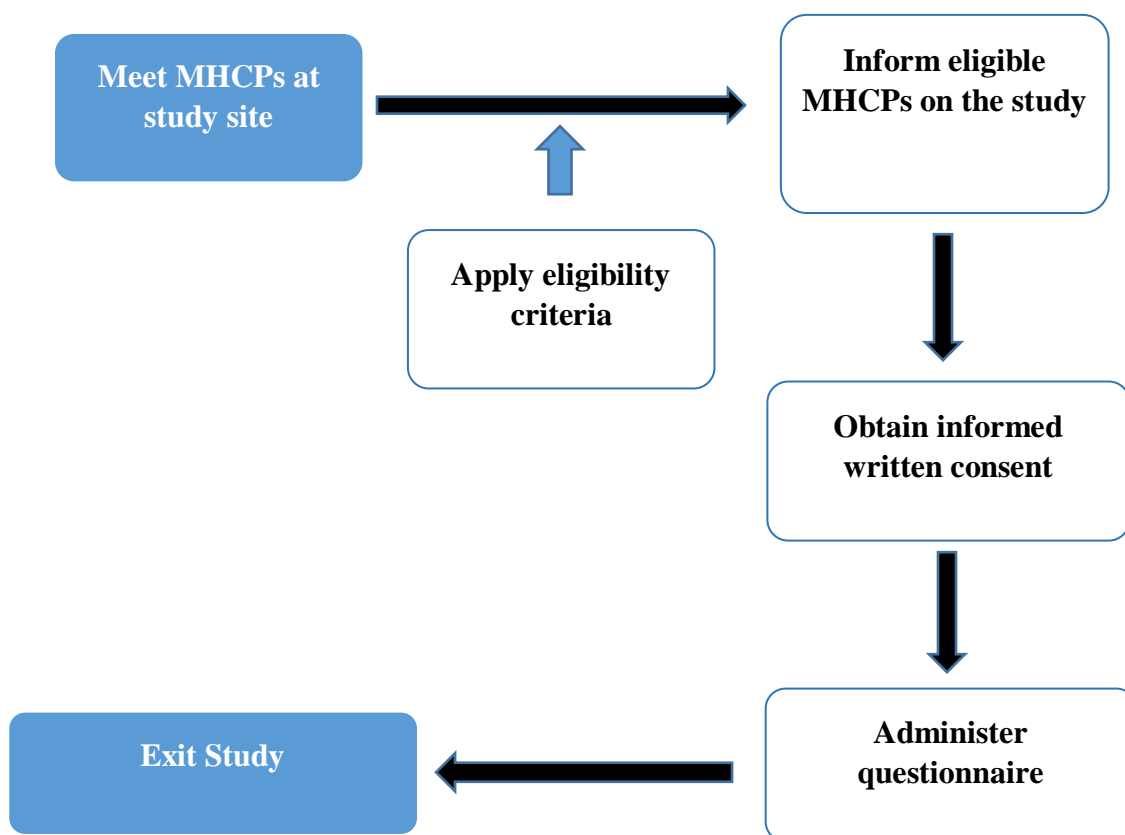 Meet MHCPs at
study site
Inform eligible
MHCPs on the study
Apply eligibility
criteria
Obtain informed
written consent
Administer
questionnaire
Exit Study